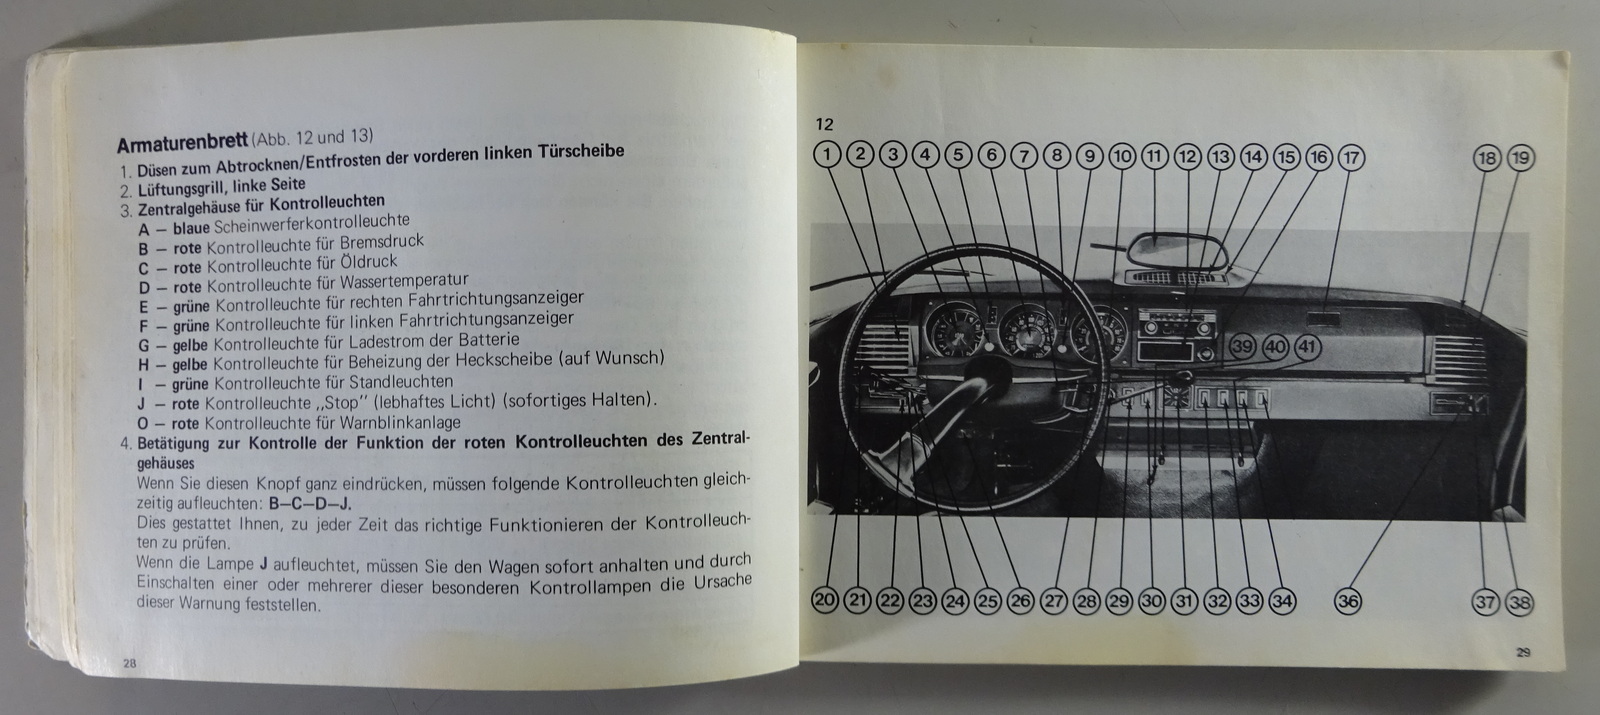 Armaturenbrett (Abb. 12 und 13)
1. Düsen zum Abtrocknen/Entfrosten der vorderen linken Türscheibe
2. Lüftungsgrill, linke Seite
3. Zentralgehäuse für Kontrolleuchten
A – blaue Scheinwerferkontrolleuchte
B – rote Kontrolleuchte für Bremsdruck
C – rote Kontrolleuchte für Öldruck
D – rote Kontrolleuchte für Wassertemperatur
E – grüne Kontrolleuchte für rechten Fahrtrichtungsanzeiger
F – grüne Kontrolleuchte für linken Fahrtrichtungsanzeiger
G – gelbe Kontrolleuchte für Ladestrom der Batterie
H – gelbe Kontrolleuchte für Beheizung der Heckscheibe (auf Wunsch)
I – grüne Kontrolleuchte für Standleuchten
J – rote Kontrolleuchte „Stop" (lebhaftes Licht) (sofortiges Halten).
O – rote Kontrolleuchte für Warnblinkanlage
4. Betätigung zur Kontrolle der Funktion der roten Kontrolleuchten des Zentral-
gehäuses
Wenn Sie diesen Knopf ganz eindrücken, müssen folgende Kontrolleuchten gleich-
zeitig aufleuchten: B–C–D–J.
Dies gestattet Ihnen, zu jeder Zeit das richtige Funktionieren der Kontrolleuch-
ten zu prüfen.
Wenn die Lampe J aufleuchtet, müssen Sie den Wagen sofort anhalten und durch
Einschalten einer oder mehrerer dieser besonderen Kontrollampen die Ursache
dieser Warnung feststellen.
28
12
1 2 3 4 5 6 7 8 9 10 11 12 13 14 15 16 17 18 19
39 40 41
20 21 22 23 24 25 26 27 28 29 30 31 32 33 34 36 37 38
29